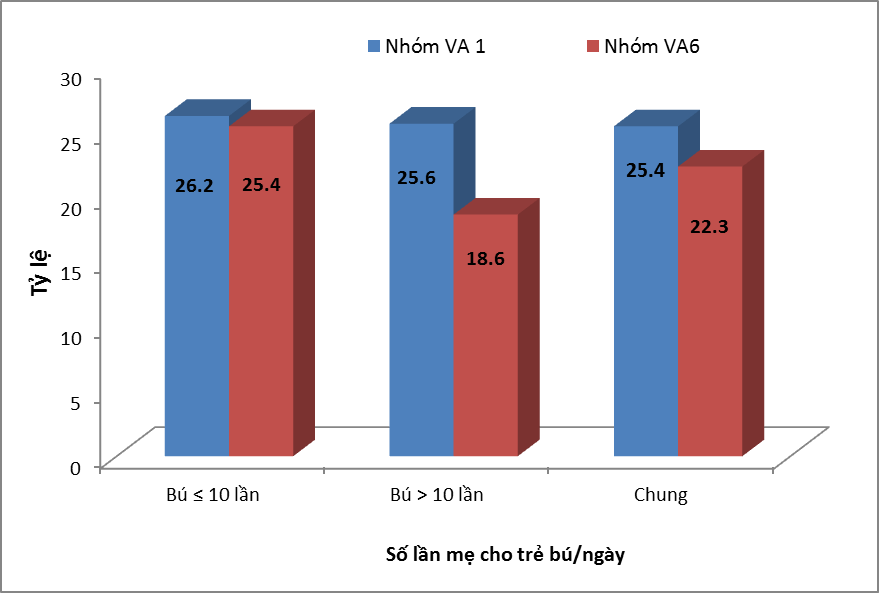 Nhóm VA 1 Nhóm VA6
30
25
20
15
10
5
0
Tỷ lệ
26.2 25.4 25.6 18.6 25.4 22.3
Bú ≤ 10 lần Bú > 10 lần Chung
Số lần mẹ cho trẻ bú/ngày